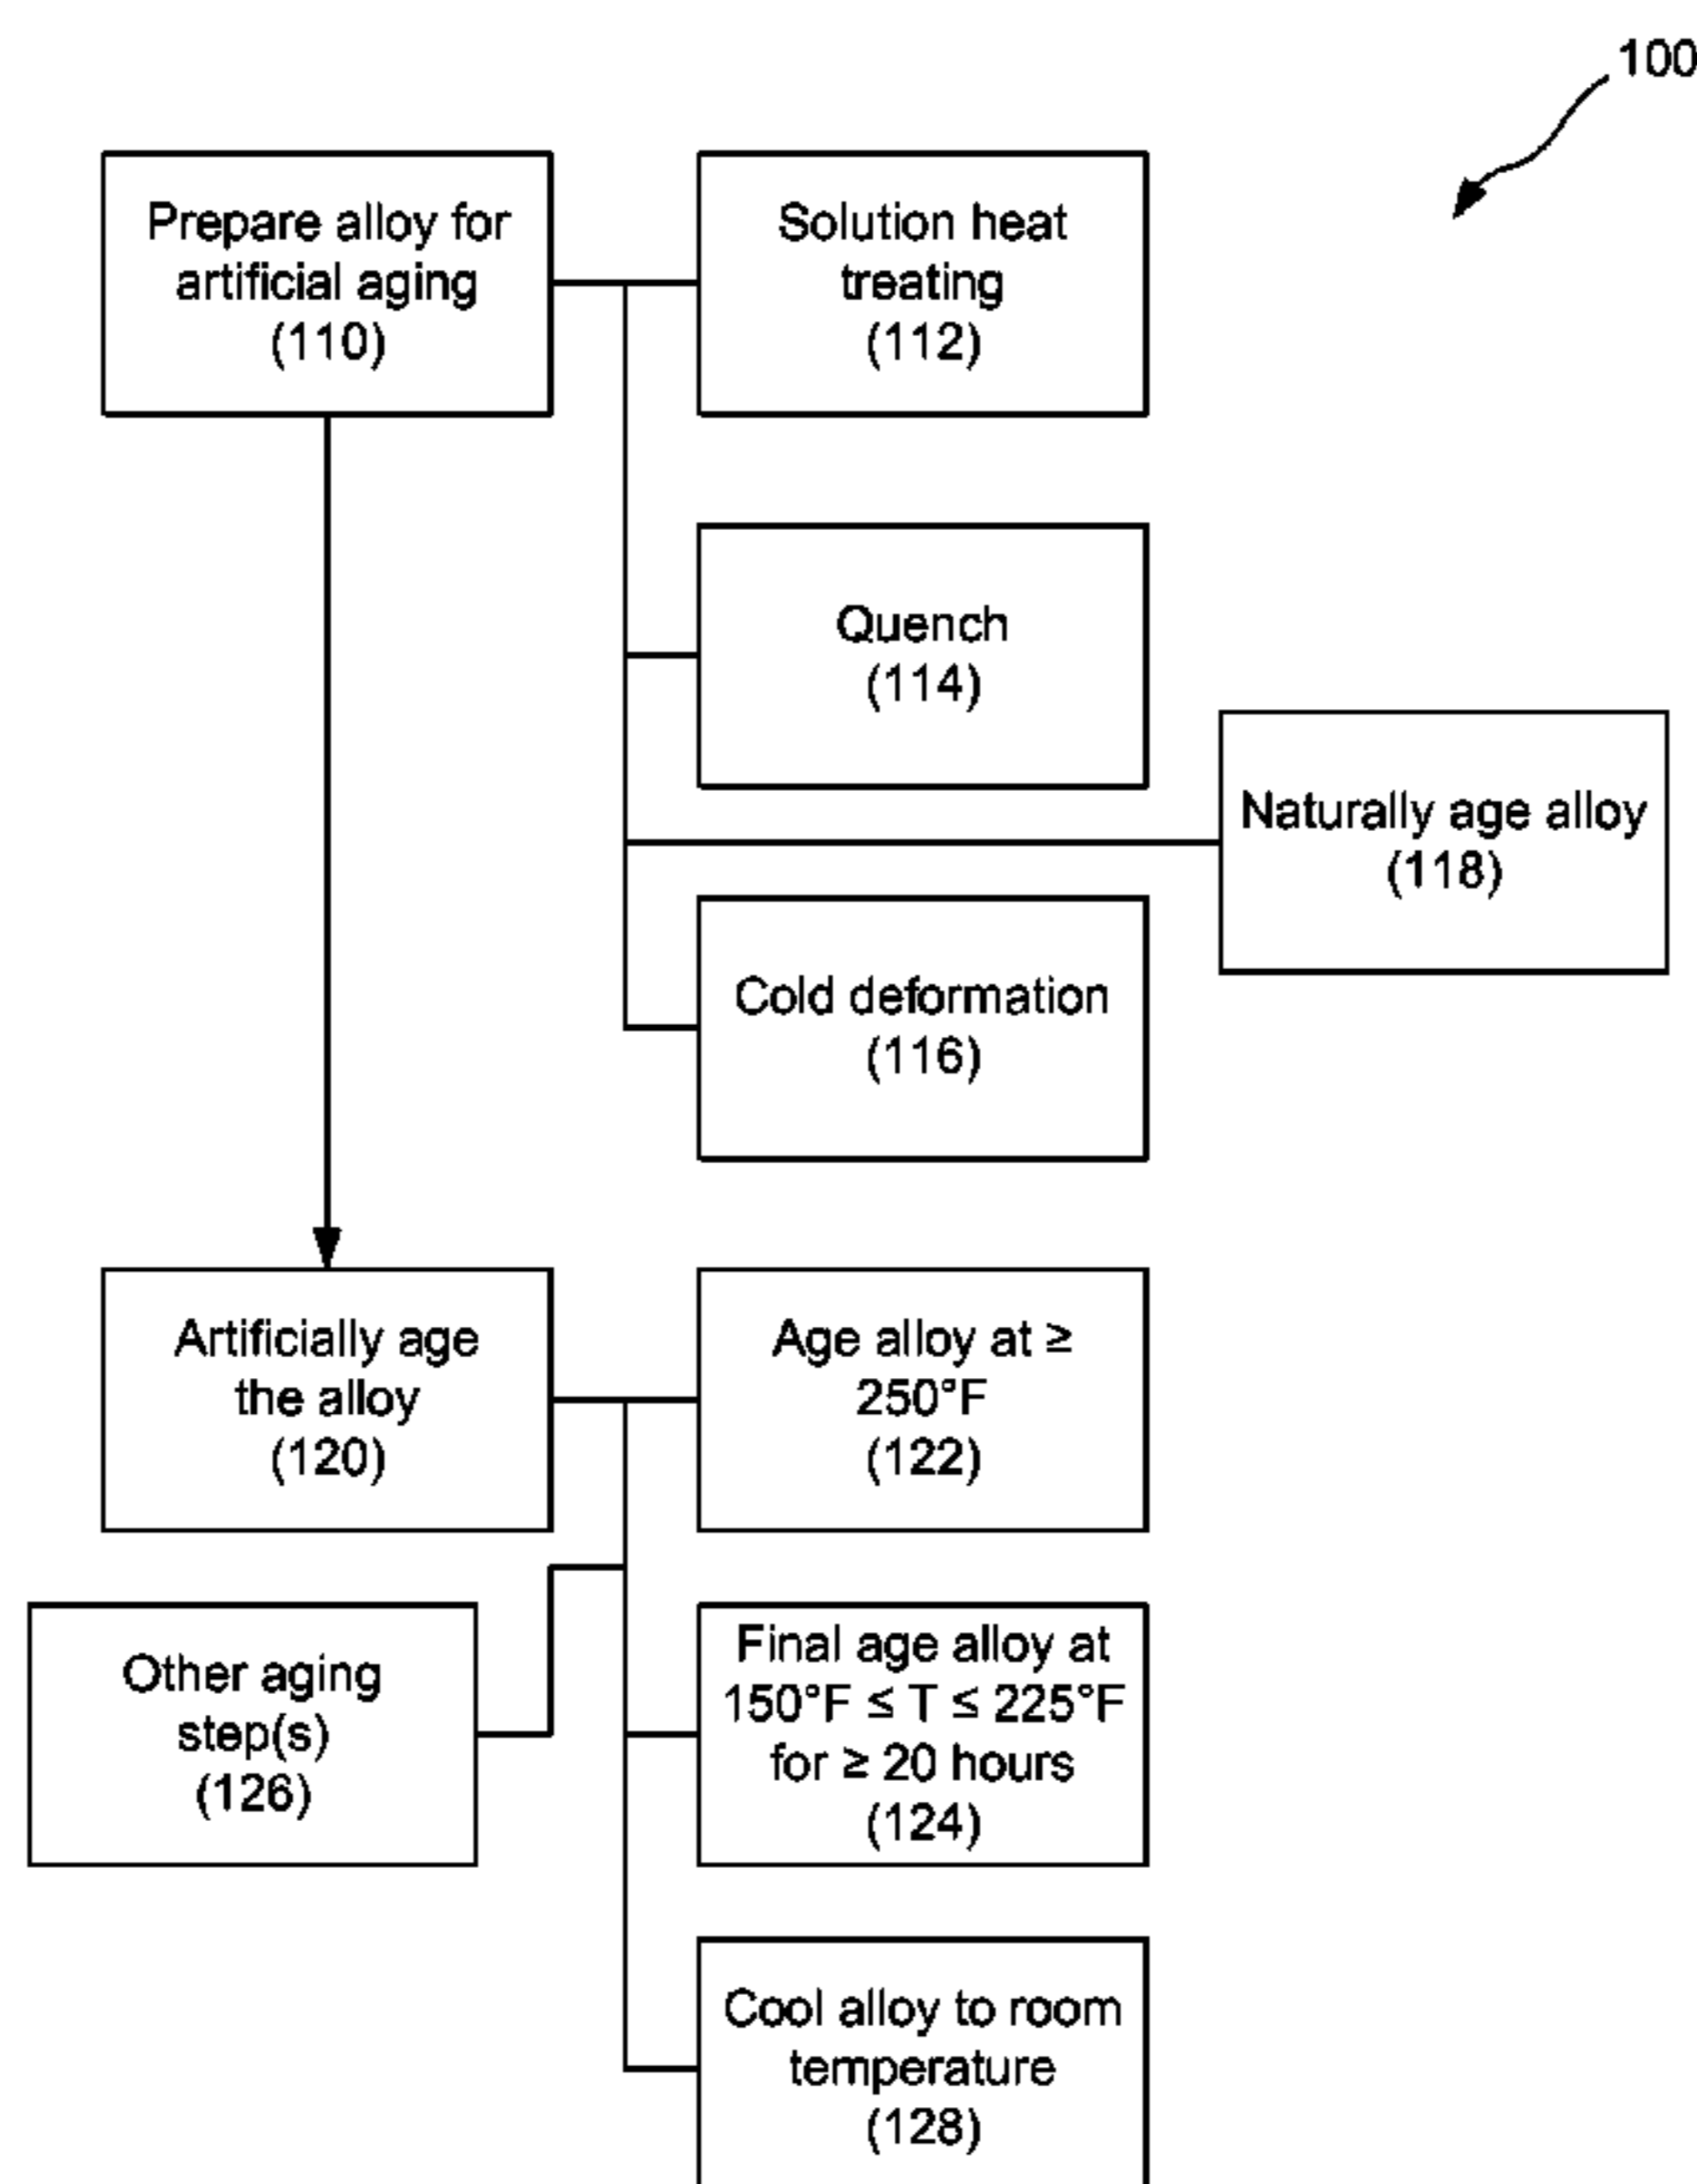 100
Prepare alloy for
artificial aging
(110)
Solution heat
treating
(112)
Quench
(114)
Naturally age alloy
(118)
Cold deformation
(116)
Artificially age
the alloy
(120)
Age alloy at ≥
250°F
(122)
Other aging
step(s)
(126)
Final age alloy at
150°F ≤ T ≤ 225°F
for ≥ 20 hours
(124)
Cool alloy to room
temperature
(128)